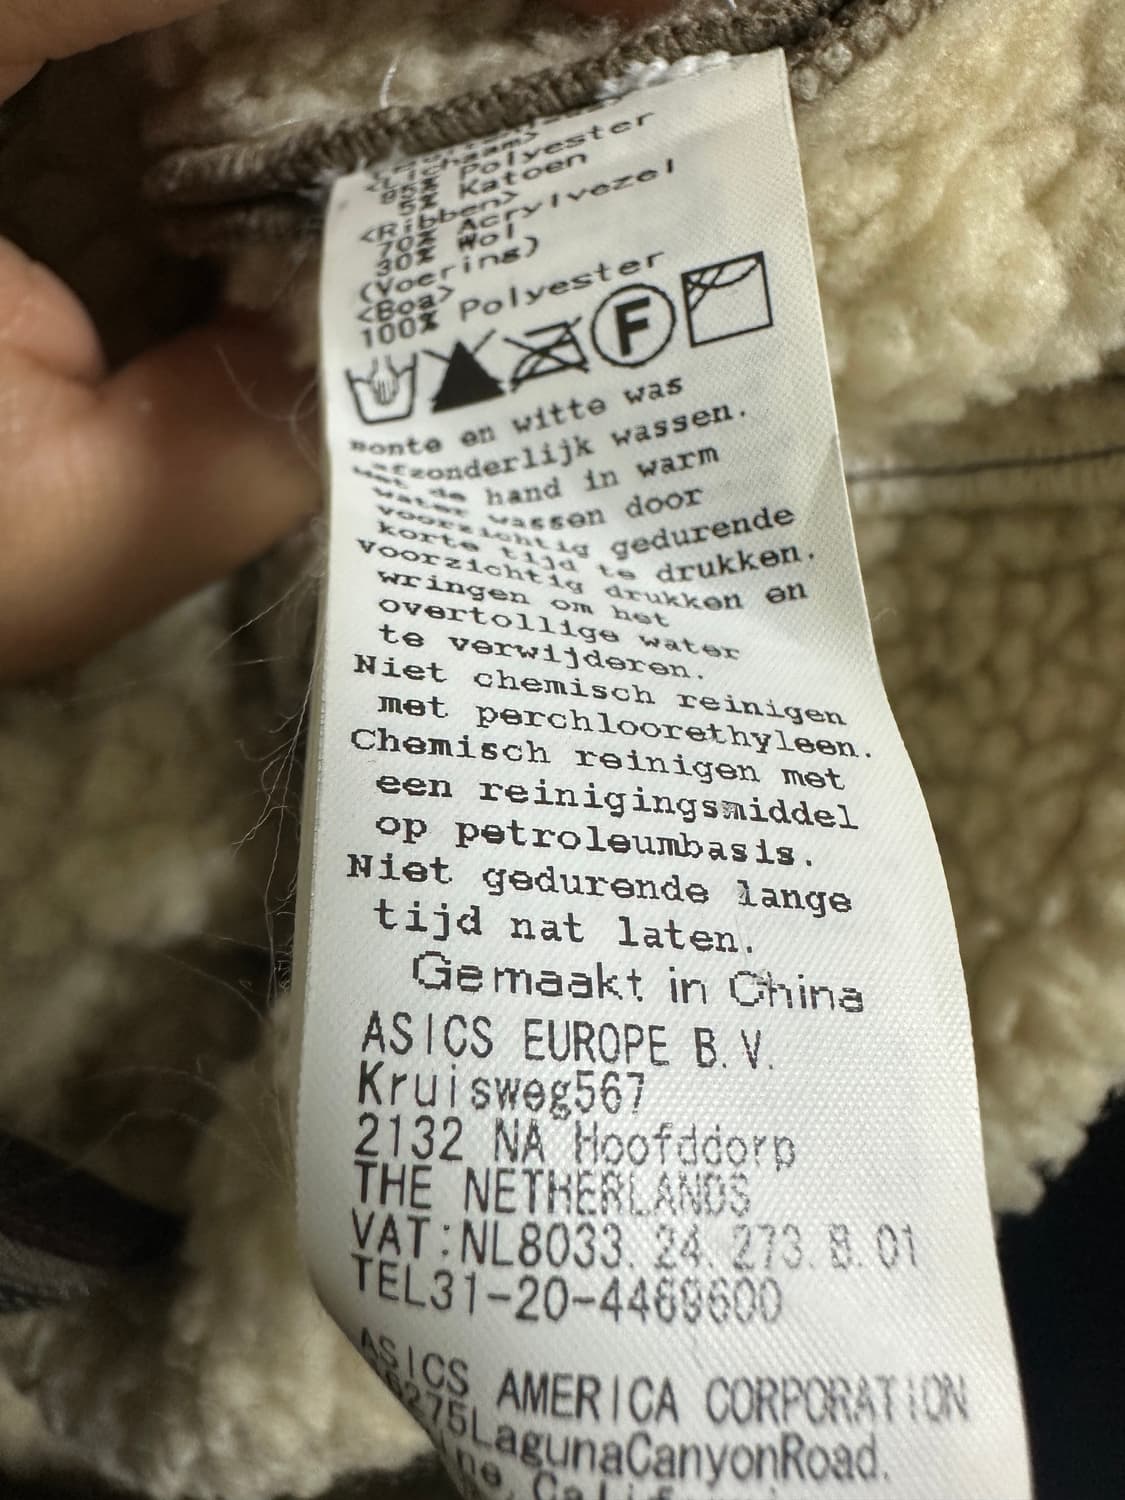 <Lichaam>
95% Polyester
5% Katoen
<Ribben>
70% Acrylvezel
30% Wol
(Voering)
<Boa>
100% Polyester
F
Bonte en witte was
afzonderlijk wassen.
Met de hand in warm
water wassen door
voorzichtig gedurende
korte tijd te drukken.
Voorzichtig drukken en
wringen om het
overtollige water
te verwijderen.
Niet chemisch reinigen
met perchloorethyleen.
Chemisch reinigen met
een reinigingsmiddel
op petroleumbasis.
Niet gedurende lange
tijd nat laten.
Gemaakt in China
ASICS EUROPE B.V.
Kruisweg567
2132 NA Hoofddorp
THE NETHERLANDS
VAT:NL8033.24.273.B.01
TEL31-20-4469600
ASICS AMERICA CORPORATION
LagunaCanyonRoad.